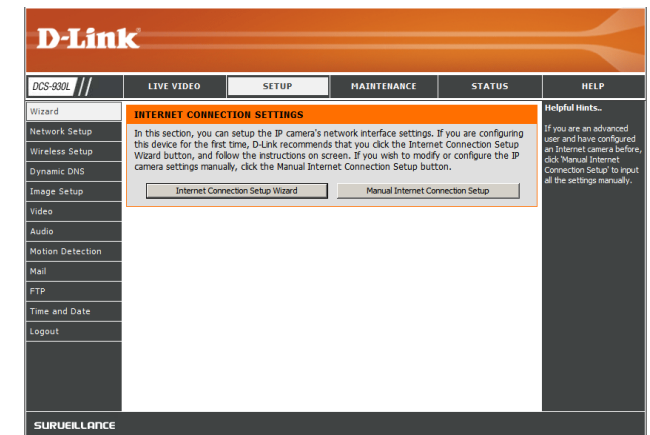 D-Link
DCS-930L // LIVE VIDEO SETUP MAINTENANCE STATUS HELP
Wizard
Network Setup
Wireless Setup
Dynamic DNS
Image Setup
Video
Audio
Motion Detection
Mail
FTP
Time and Date
Logout
INTERNET CONNECTION SETTINGS
In this section, you can setup the IP camera's network interface settings. If you are configuring
this device for the first time, D-Link recommends that you click the Internet Connection Setup
Wizard button, and follow the instructions on screen. If you wish to modify or configure the IP
camera settings manually, click the Manual Internet Connection Setup button.
Internet Connection Setup Wizard Manual Internet Connection Setup
Helpful Hints..
If you are an advanced
user and have configured
an Internet camera before,
click 'Manual Internet
Connection Setup' to input
all the settings manually.
SURVEILLANCE